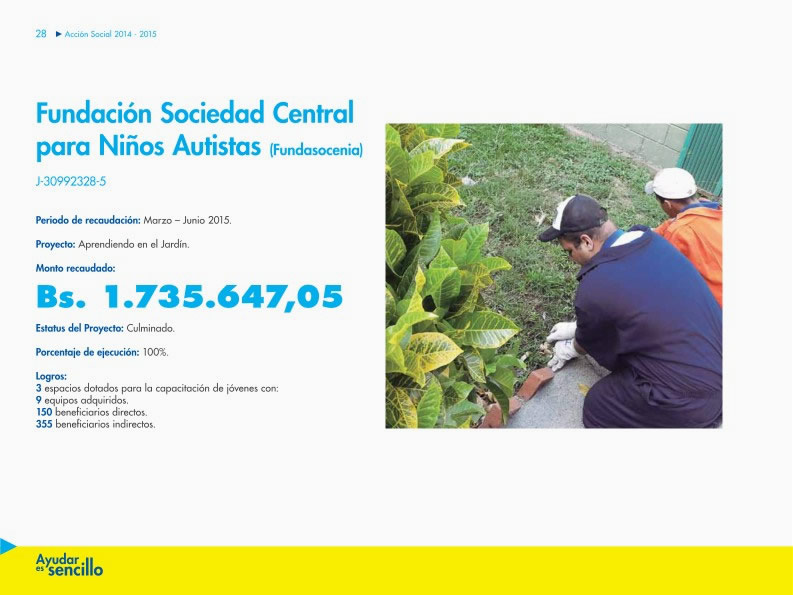 28 ▶ Acción Social 2014 - 2015
Fundación Sociedad Central
para Niños Autistas (Fundasocenia)
J-30992328-5
Periodo de recaudación: Marzo – Junio 2015.
Proyecto: Aprendiendo en el Jardín.
Monto recaudado:
Bs. 1.735.647,05
Estatus del Proyecto: Culminado.
Porcentaje de ejecución: 100%.
Logros:
3 espacios dotados para la capacitación de jóvenes con:
9 equipos adquiridos.
150 beneficiarios directos.
355 beneficiarios indirectos.
Ayudar
es sencillo